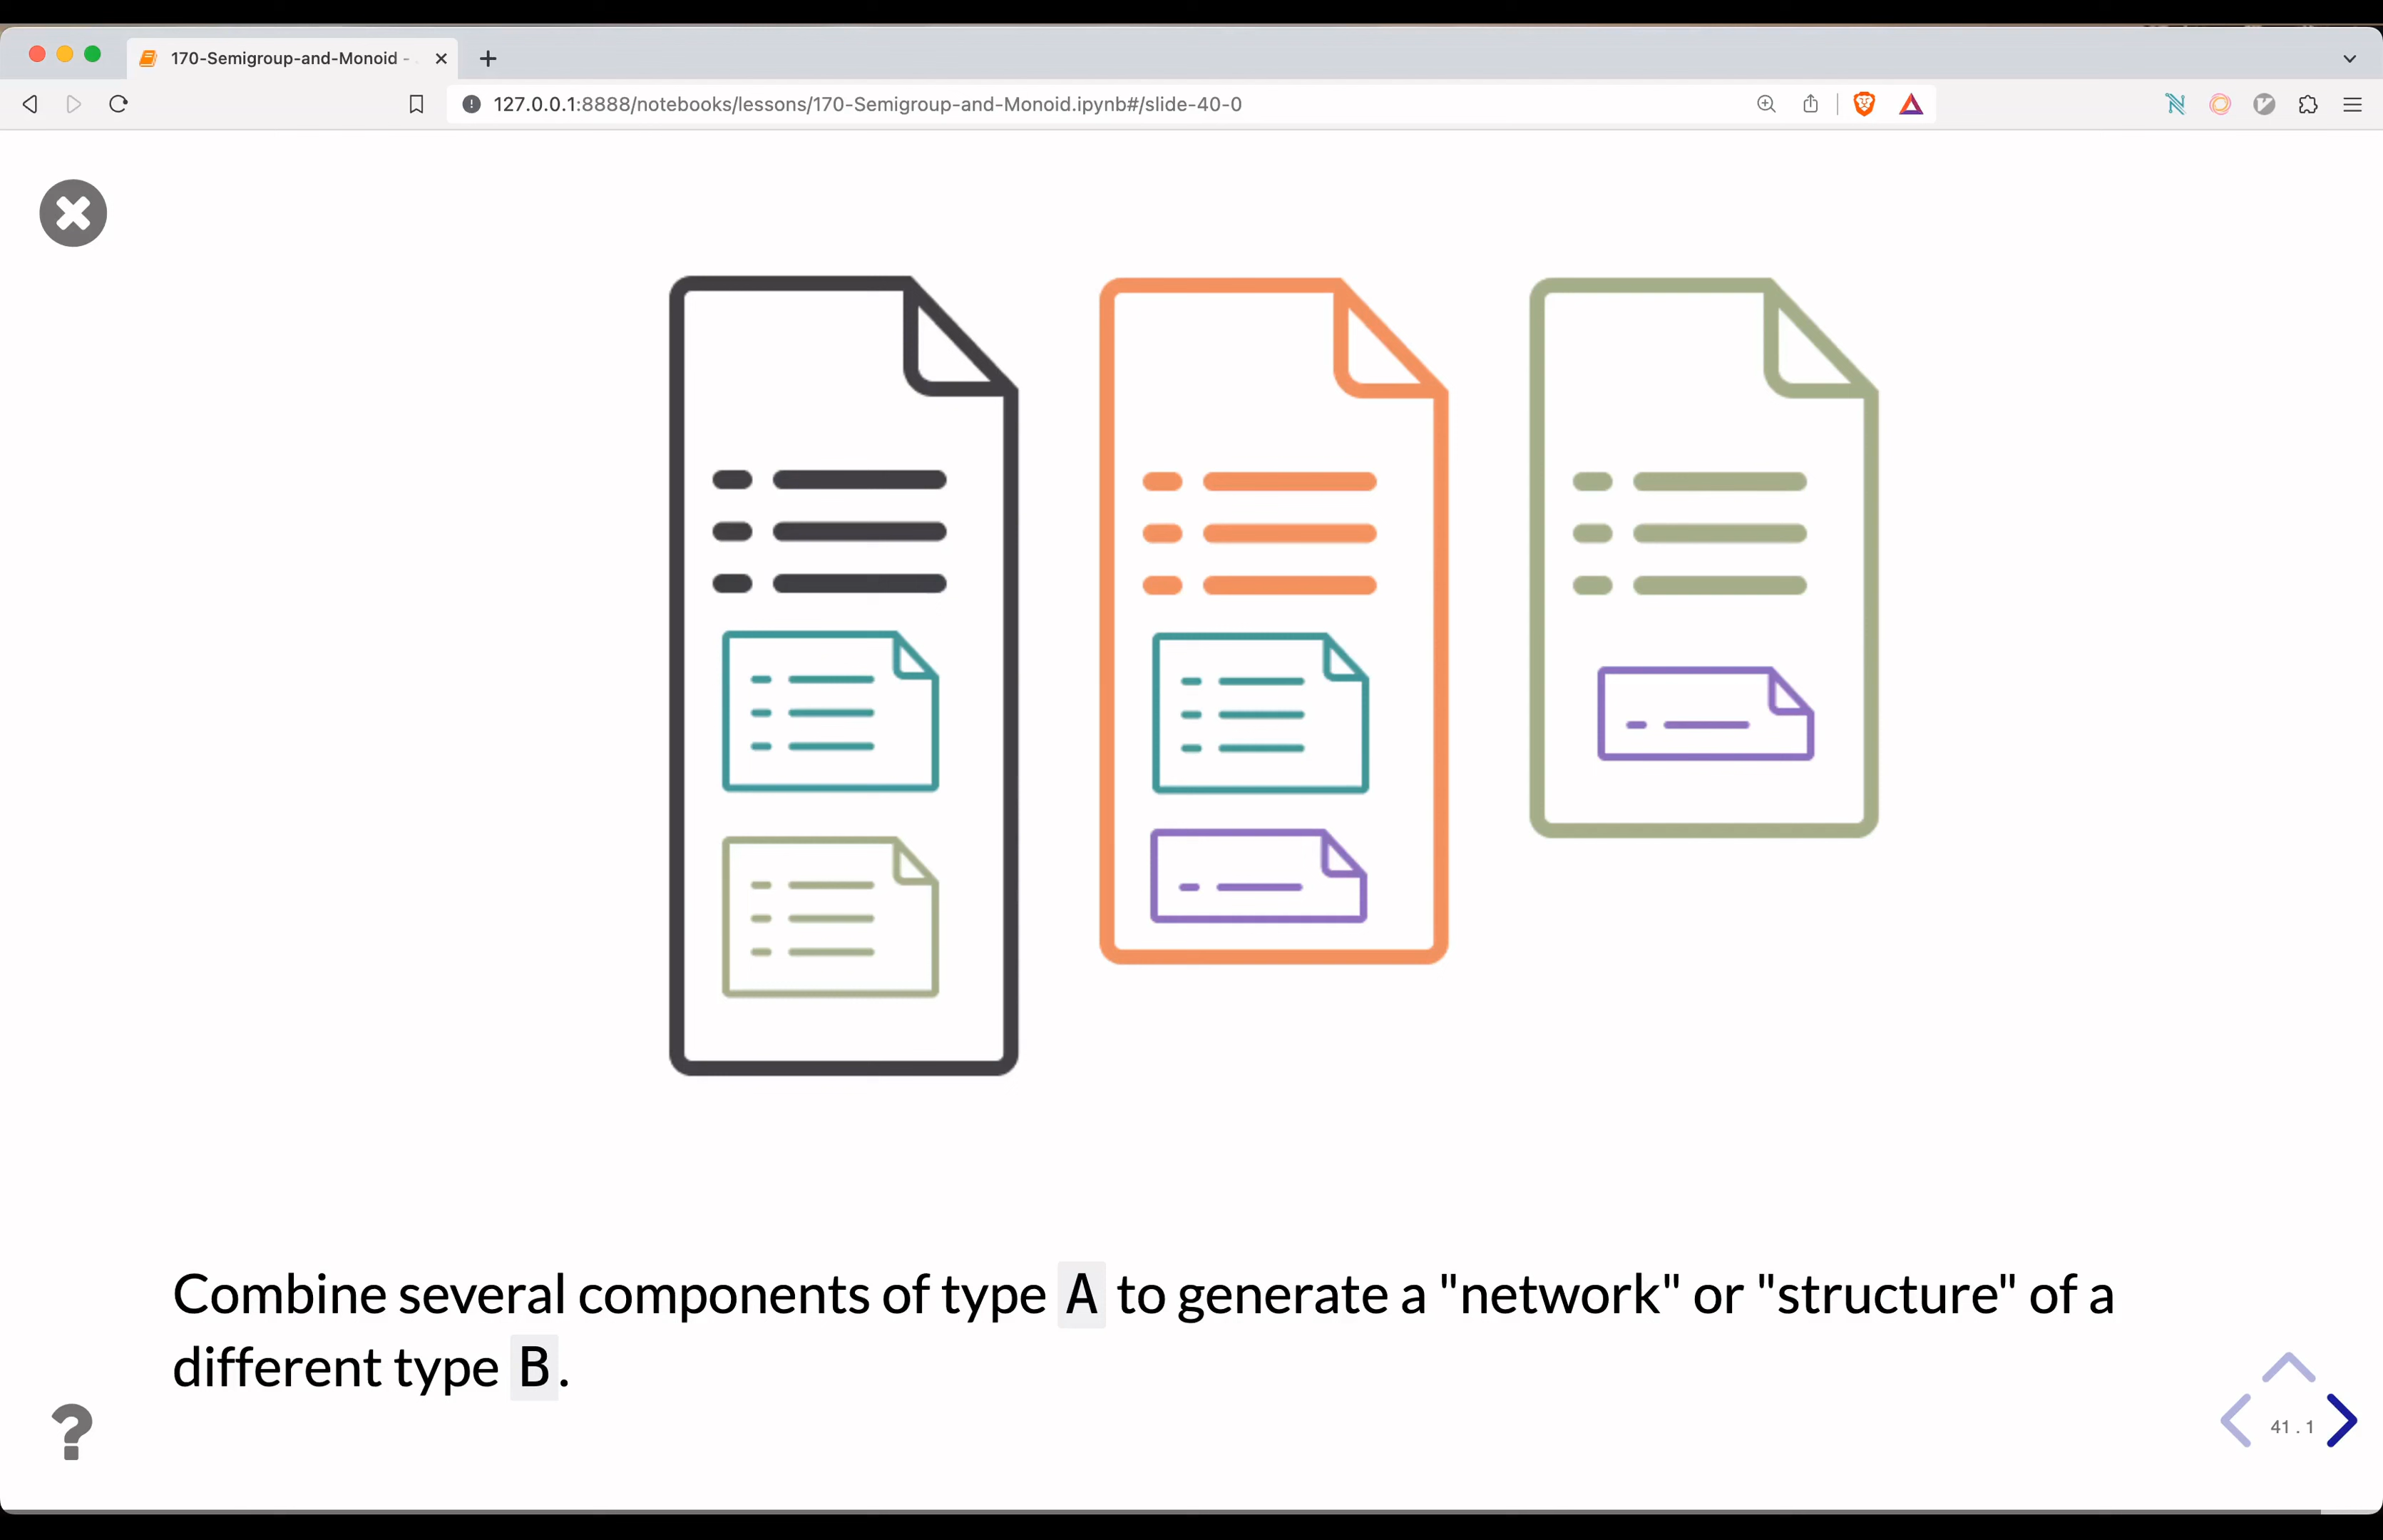 170-Semigroup-and-Monoid -
127.0.0.1:8888/notebooks/lessons/170-Semigroup-and-Monoid.ipynb#/slide-40-0
Combine several components of type A to generate a "network" or "structure" of a
different type B.
41.1